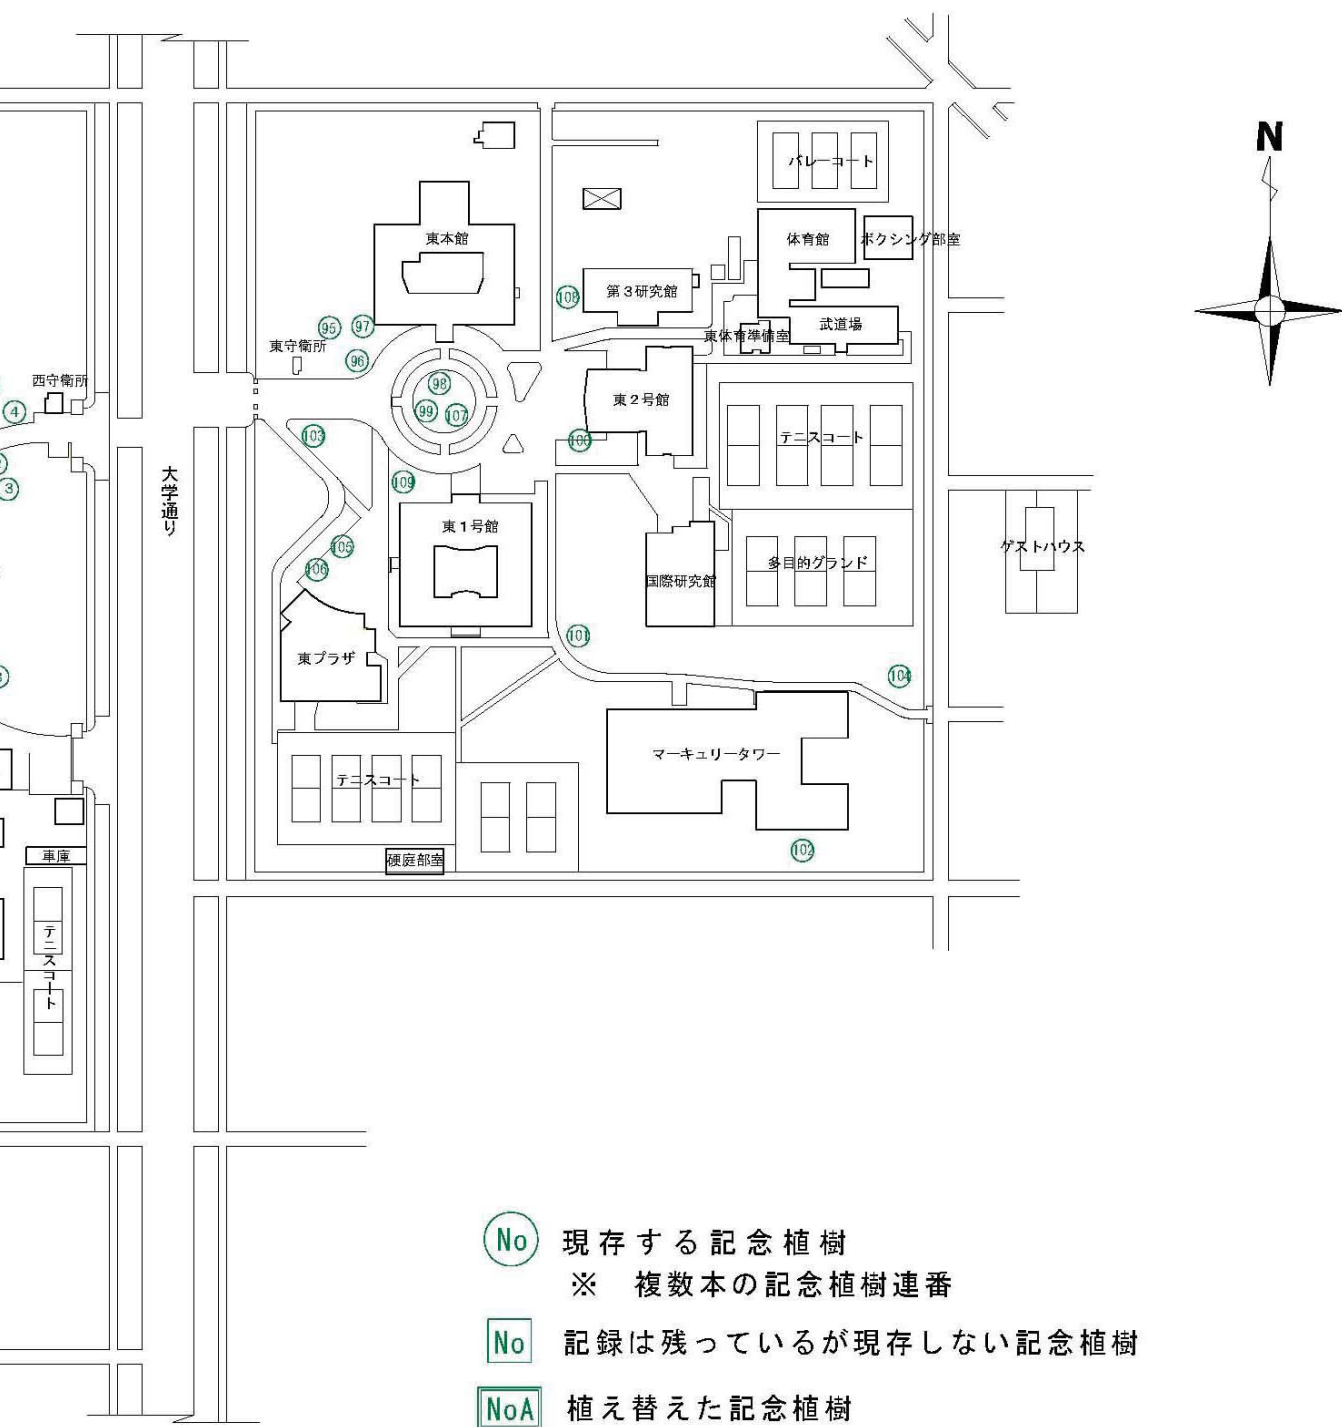 N
バレーコート
東本館
体育館
ボクシング部室
第3研究館
108
95
97
武道場
東体育準備室
東守衛所
96
西守衛所
98
東2号館
4
99
107
103
100
テニスコート
3
109
大学通り
東1号館
105
ゲストハウス
106
多目的グランド
国際研究館
101
東プラザ
104
マーキュリータワー
テニスコート
102
車庫
硬庭部室
テニスコート
No 現存する記念植樹
※ 複数本の記念植樹連番
No 記録は残っているが現存しない記念植樹
NoA 植え替えた記念植樹